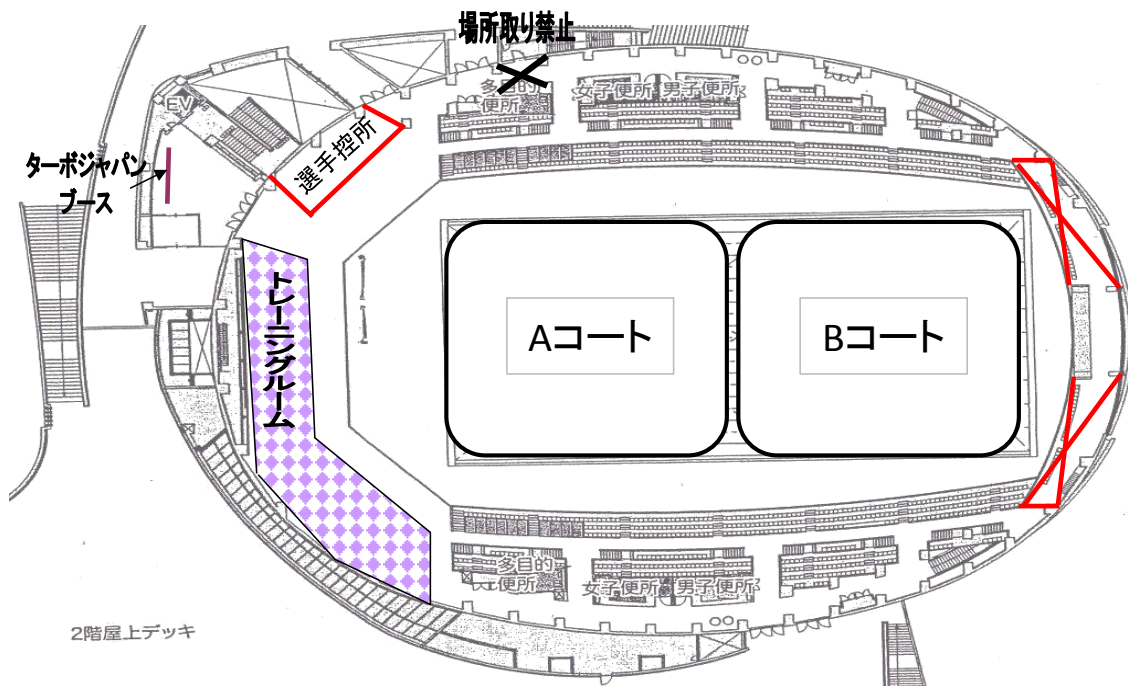 場所取り禁止
多目的
便所
女子便所
男子便所
EV
選手控所
ターボジャパン
ブース
トレーニングルーム
Aコート
Bコート
多目的
便所
女子便所
男子便所
2階屋上デッキ